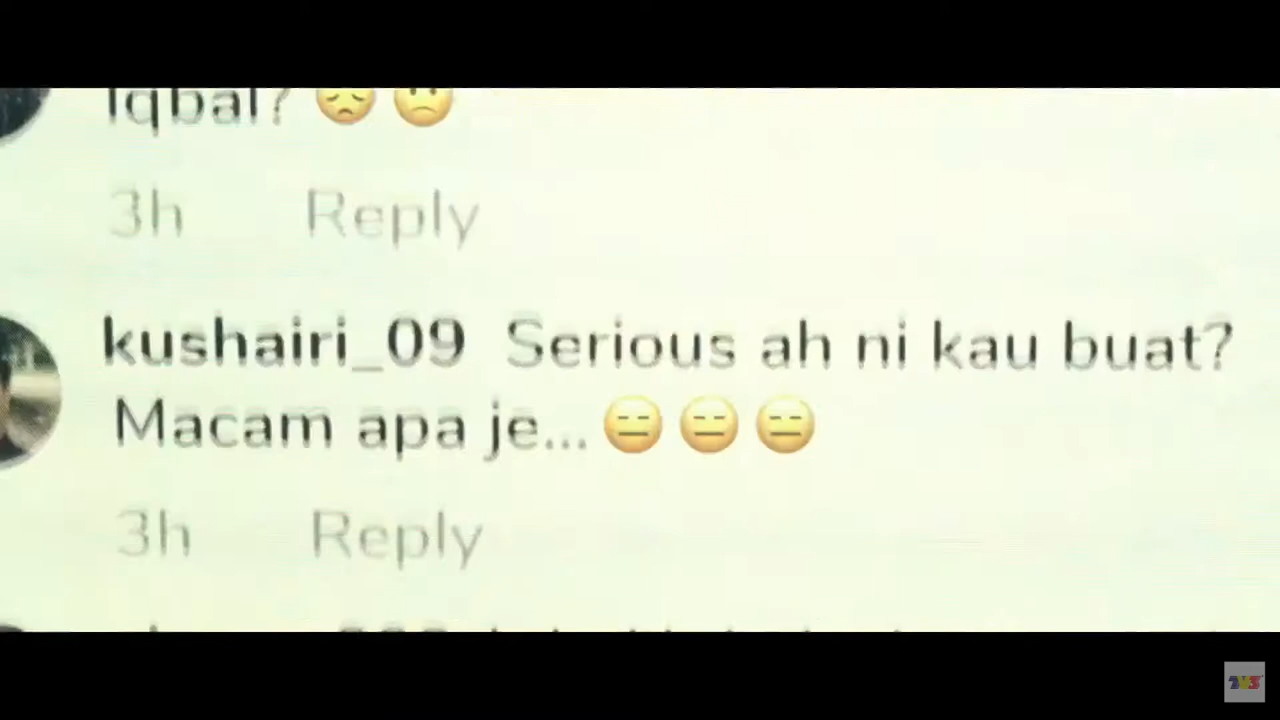 Iqbal? 😞 🙁
3h Reply
kushairi_09 Serious ah ni kau buat?
Macam apa je... 😑 😑 😑
3h Reply